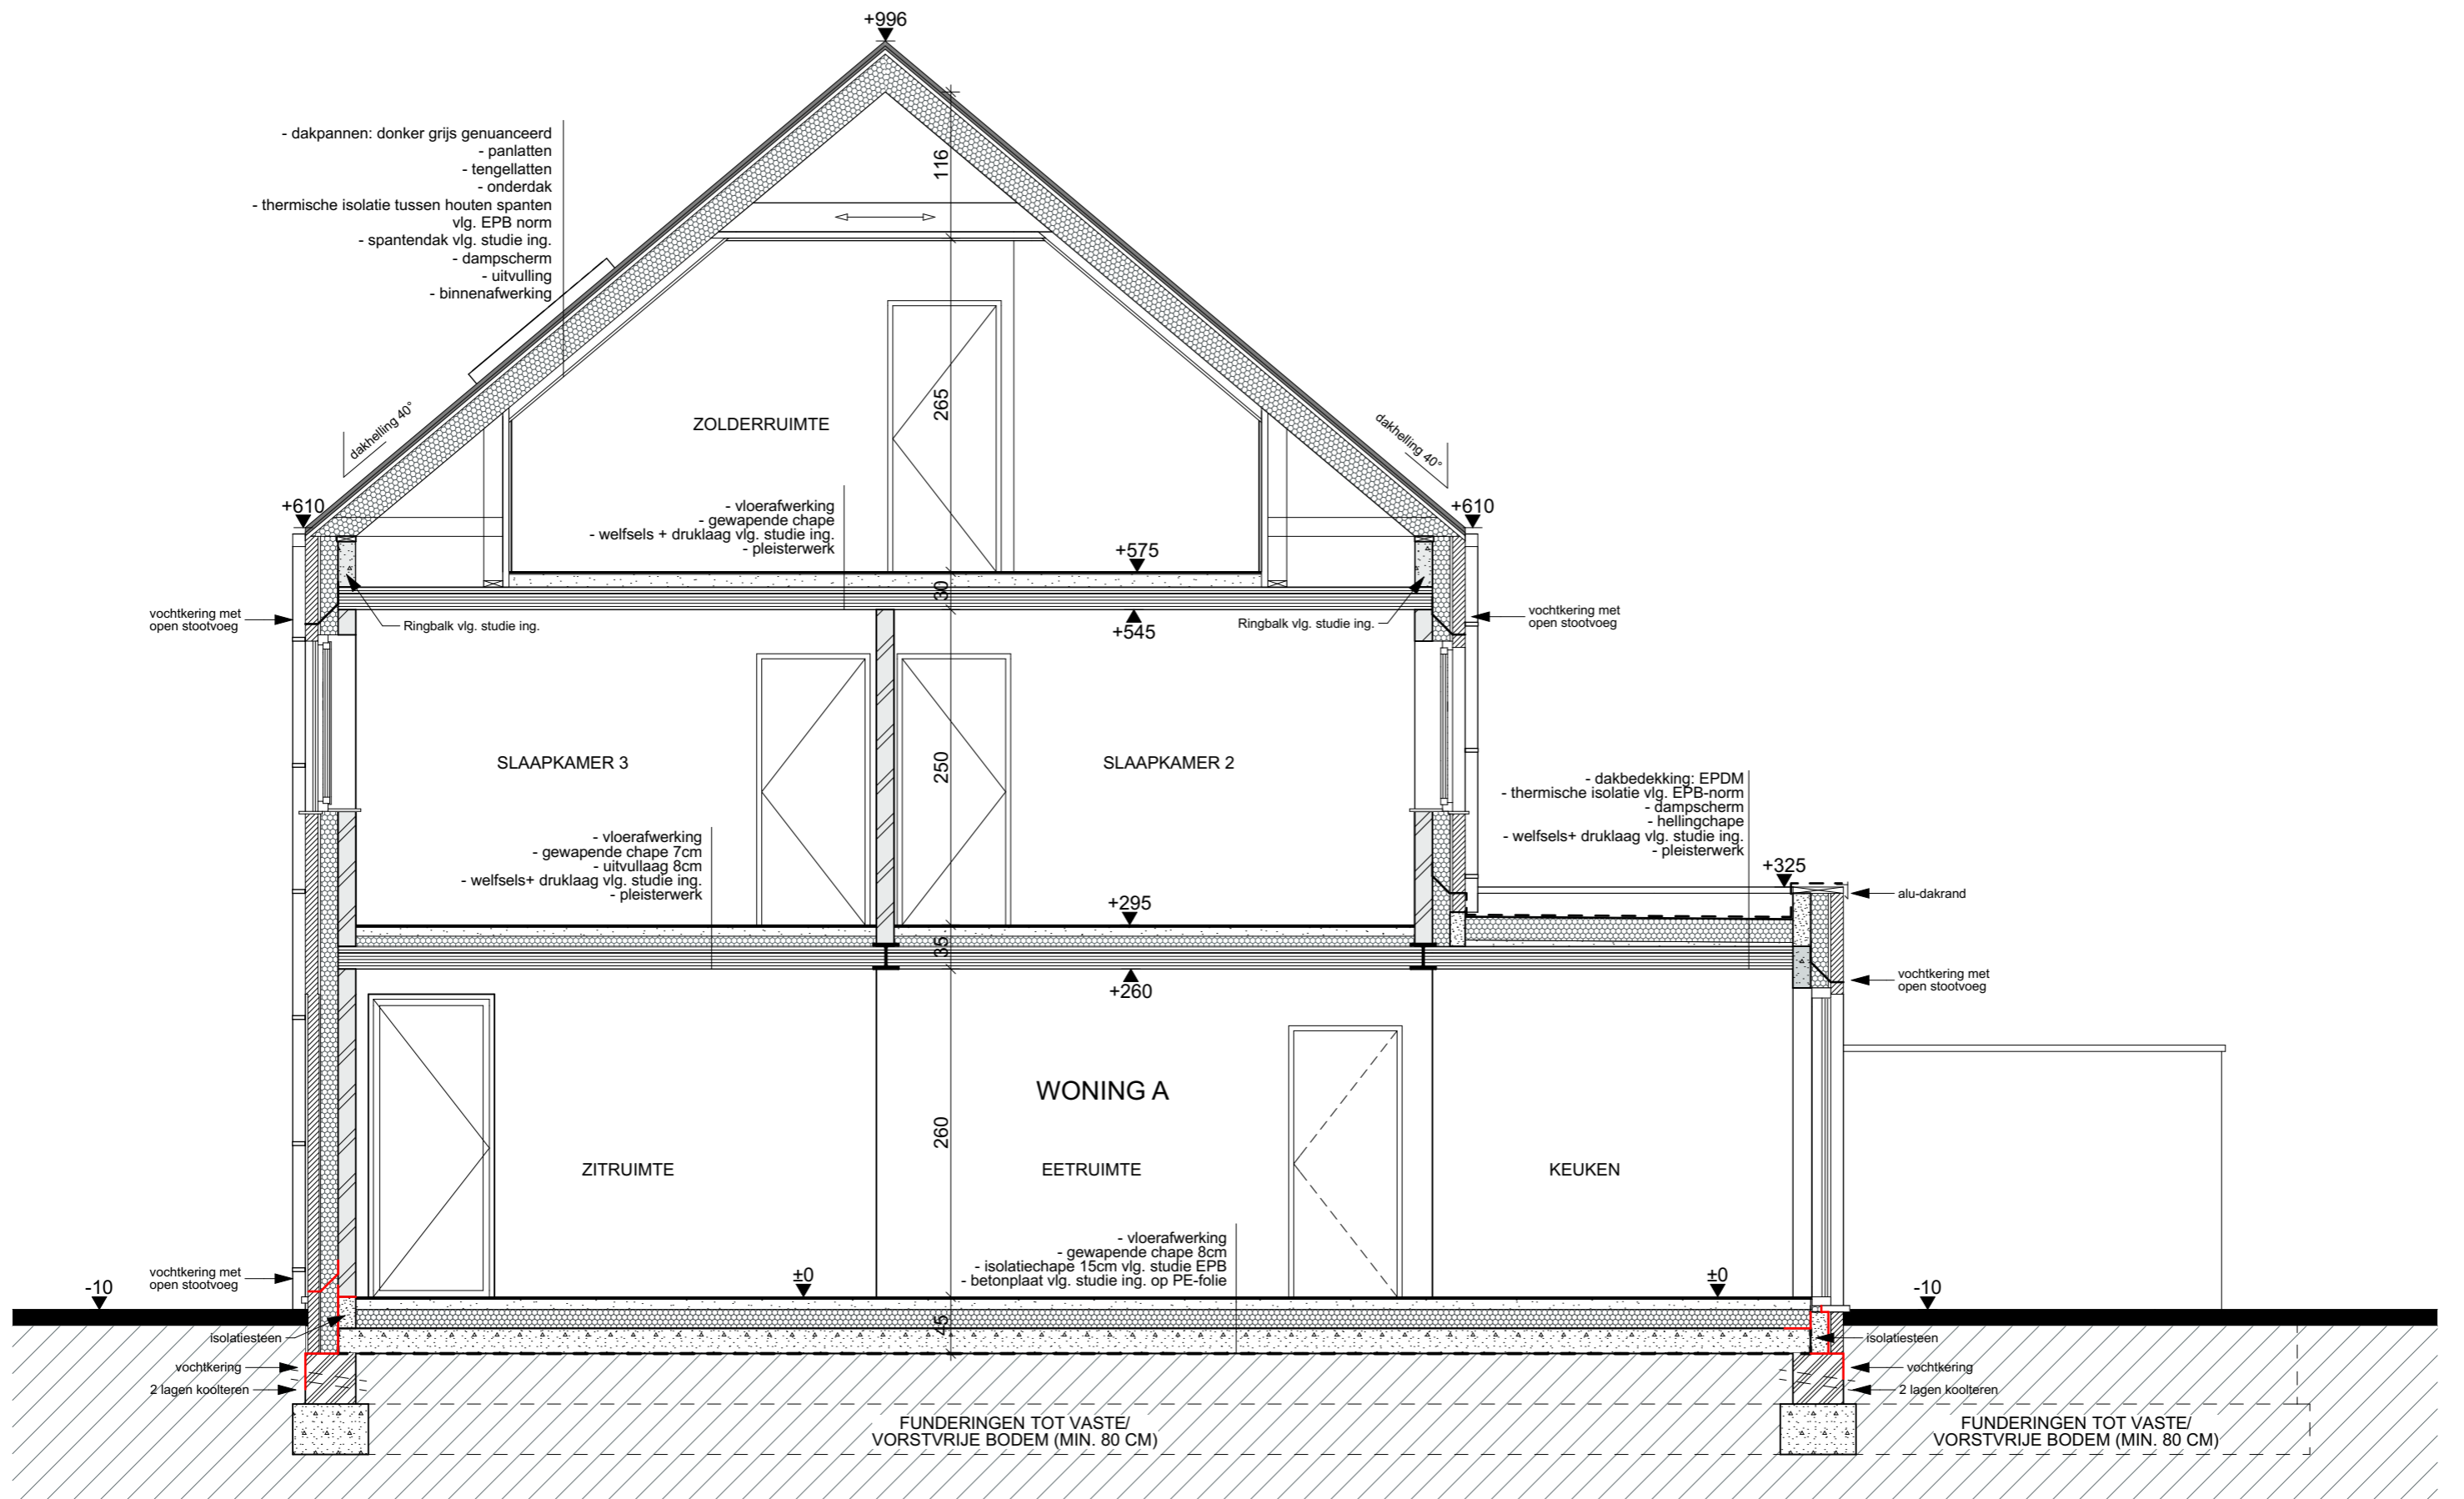 +996
- dakpannen: donker grijs genuanceerd
- panlatten
- tengellatten
- onderdak
- thermische isolatie tussen houten spanten
vlg. EPB norm
- spantendak vlg. studie ing.
- dampscherm
- uitvulling
- binnenafwerking
116
265
ZOLDERRUIMTE
dakhelling 40°
dakhelling 40°
+610
+610
- vloerafwerking
- gewapende chape
- welfsels + druklaag vlg. studie ing.
- pleisterwerk
+575
30
+545
vochtkering met
open stootvoeg
Ringbalk vlg. studie ing.
Ringbalk vlg. studie ing.
vochtkering met
open stootvoeg
SLAAPKAMER 3
250
SLAAPKAMER 2
- dakbedekking: EPDM
- thermische isolatie vlg. EPB-norm
- dampscherm
- hellingchape
- welfsels+ druklaag vlg. studie ing.
- pleisterwerk
- vloerafwerking
- gewapende chape 7cm
- uitvullaag 8cm
- welfsels+ druklaag vlg. studie ing.
- pleisterwerk
+325
alu-dakrand
+295
35
+260
vochtkering met
open stootvoeg
WONING A
260
ZITRUIMTE
EETRUIMTE
KEUKEN
- vloerafwerking
- gewapende chape 8cm
- isolatiechape 15cm vlg. studie EPB
- betonplaat vlg. studie ing. op PE-folie
vochtkering met
open stootvoeg
-10
±0
±0
-10
45
isolatiesteen
isolatiesteen
vochtkering
vochtkering
2 lagen koolteren
2 lagen koolteren
FUNDERINGEN TOT VASTE/
VORSTVRIJE BODEM (MIN. 80 CM)
FUNDERINGEN TOT VASTE/
VORSTVRIJE BODEM (MIN. 80 CM)